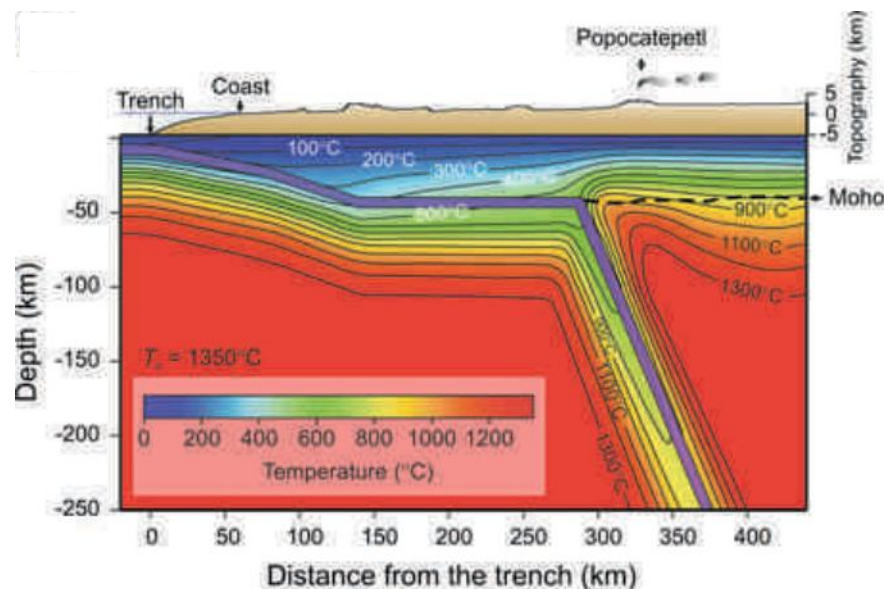 Popocatepetl
Coast
Trench
5
0
-5
Topography (km)
100°C
200°C
300°C
400°C
500°C
Moho
900°C
1100°C
1300°C
-50
-100
-150
-200
-250
Depth (km)
1100°C
1300°C
= 1350°C
0 200 400 600 800 1000 1200
Temperature (°C)
0 50 100 150 200 250 300 350 400
Distance from the trench (km)